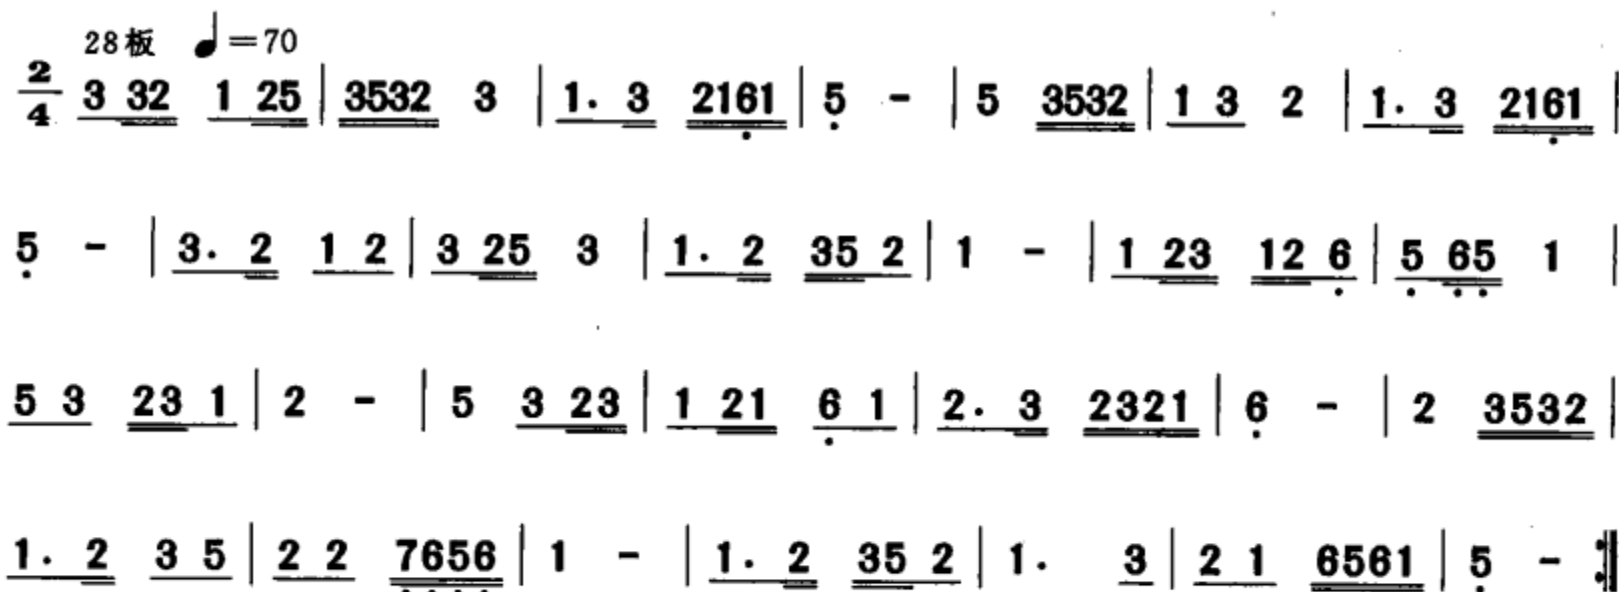 28板 ♩=70
2/4 3 32 1 25 | 3532 3 | 1. 3 2161 | 5 - | 5 3532 | 1 3 2 | 1. 3 2161 |
5 - | 3. 2 1 2 | 3 25 3 | 1. 2 35 2 | 1 - | 1 23 12 6 | 5 65 1 |
5 3 23 1 | 2 - | 5 3 23 | 1 21 6 1 | 2. 3 2321 | 6 - | 2 3532 |
1. 2 3 5 | 2 2 7656 | 1 - | 1. 2 35 2 | 1. 3 | 2 1 6561 | 5 - :|